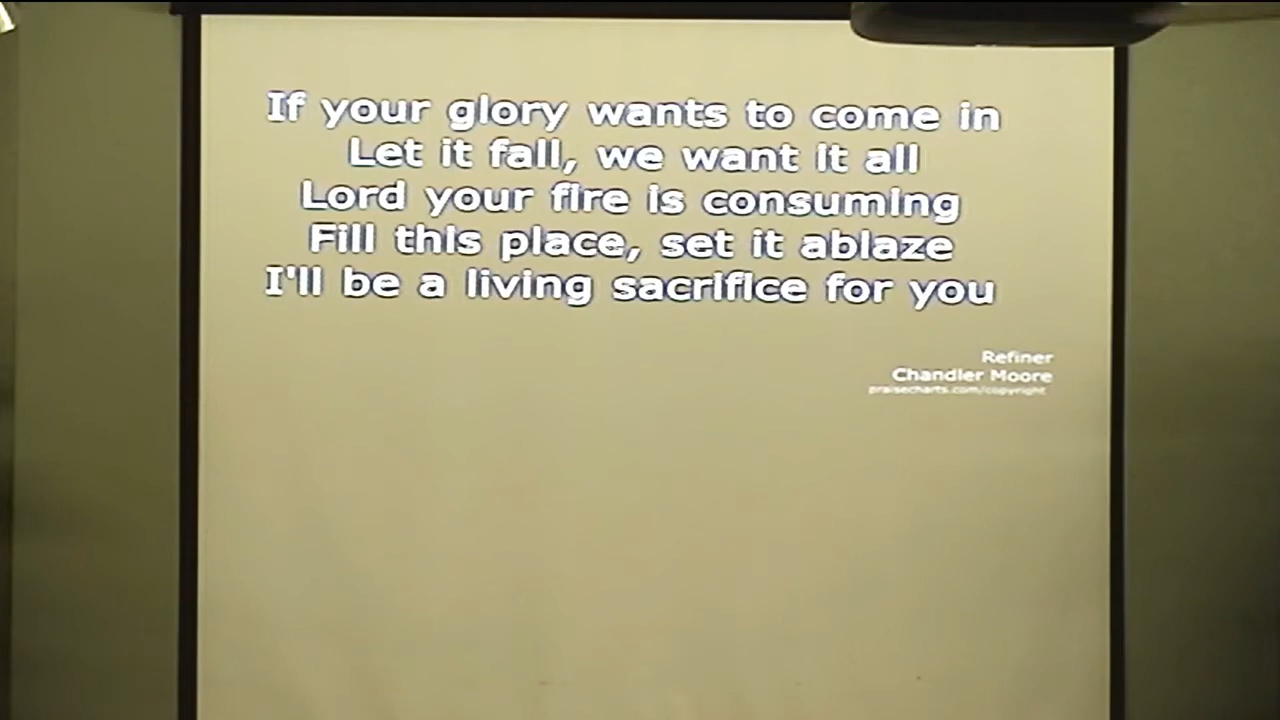 If your glory wants to come in
Let it fall, we want it all
Lord your fire is consuming
Fill this place, set it ablaze
I'll be a living sacrifice for you
Refiner
Chandler Moore
praisecharts.com/copyright